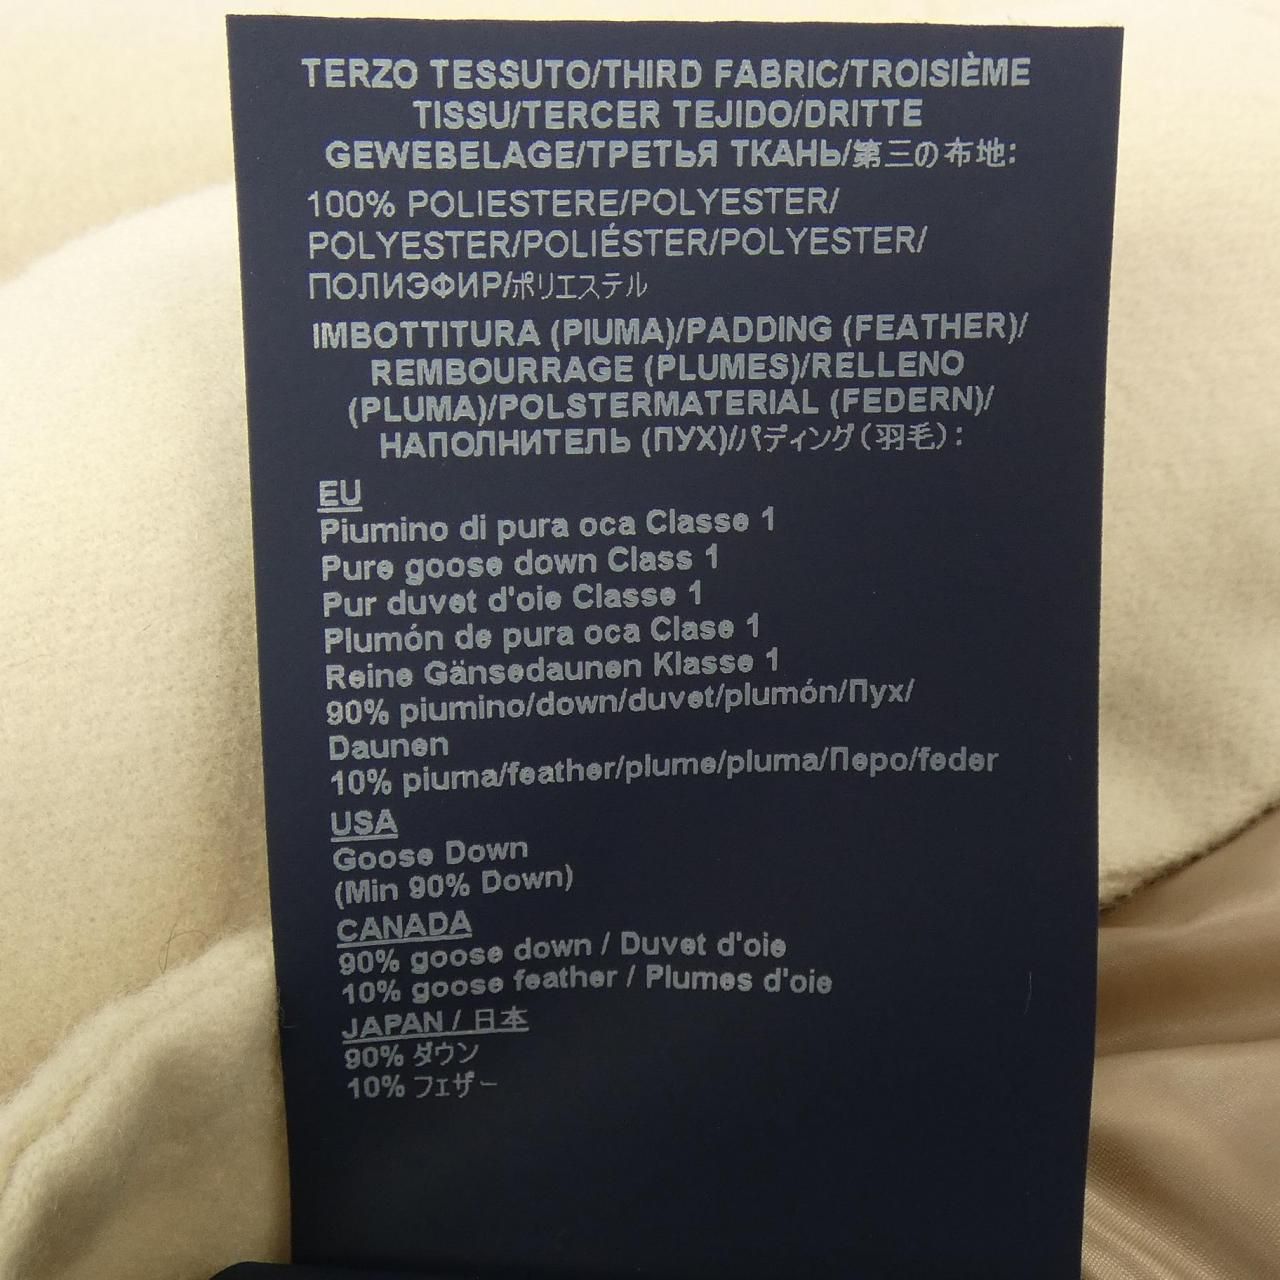 TERZO TESSUTO/THIRD FABRIC/TROISIÈME
TISSU/TERCER TEJIDO/DRITTE
GEWEBELAGE/ТРЕТЬЯ ТКАНЬ/第三の布地:
100% POLIESTERE/POLYESTER/
POLYESTER/POLIÉSTER/POLYESTER/
ПОЛИЭФИР/ポリエステル
IMBOTTITURA (PIUMA)/PADDING (FEATHER)/
REMBOURRAGE (PLUMES)/RELLENO
(PLUMA)/POLSTERMATERIAL (FEDERN)/
НАПОЛНИТЕЛЬ (ПУХ)//パディング(羽毛):
EU
Piumino di pura oca Classe 1
Pure goose down Class 1
Pur duvet d'oie Classe 1
Plumón de pura oca Clase 1
Reine Gänsedaunen Klasse 1
90% piumino/down/duvet/plumón/Пух/
Daunen
10% piuma/feather/plume/pluma/Перо/feder
USA
Goose Down
(Min 90% Down)
CANADA
90% goose down / Duvet d'oie
10% goose feather / Plumes d'oie
JAPAN / 日本
90% ダウン
10% フェザー